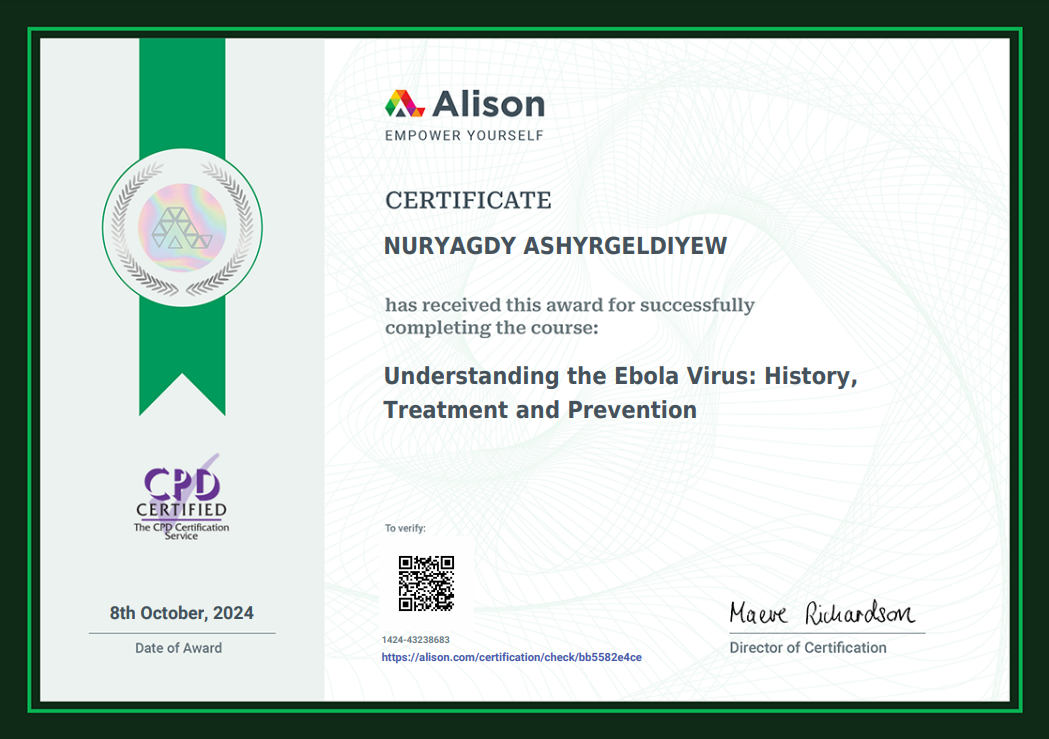 Alison
EMPOWER YOURSELF
CERTIFICATE
NURYAGDY ASHYRGELDIYEW
has received this award for successfully
completing the course:
Understanding the Ebola Virus: History,
Treatment and Prevention
CPD
CERTIFIED
The CPD Certification
Service
8th October, 2024
Date of Award
To verify:
1424-43238683
https://alison.com/certification/check/bb5582e4ce
Maeve Richardson
Director of Certification